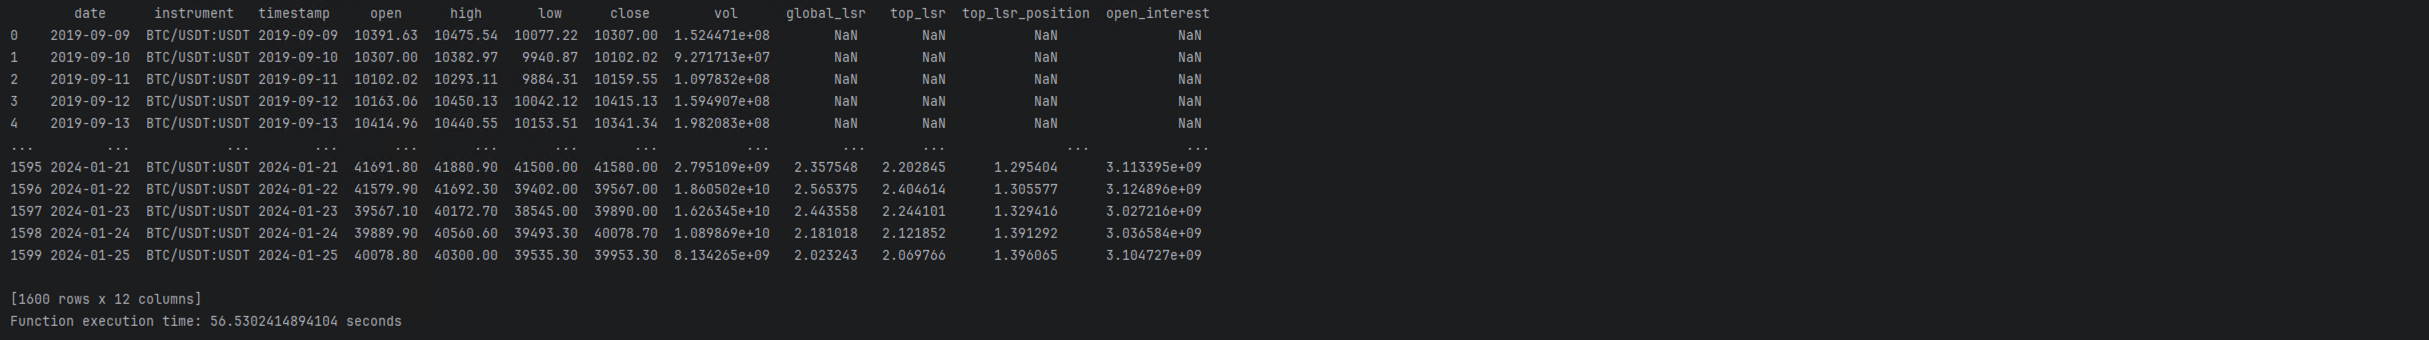 date instrument timestamp open high low close vol global_lsr top_lsr top_lsr_position open_interest
0 2019-09-09 BTC/USDT:USDT 2019-09-09 10391.63 10475.54 10077.22 10307.00 1.524471e+08 NaN NaN NaN NaN
1 2019-09-10 BTC/USDT:USDT 2019-09-10 10307.00 10382.97 9940.87 10102.02 9.271713e+07 NaN NaN NaN NaN
2 2019-09-11 BTC/USDT:USDT 2019-09-11 10102.02 10293.11 9884.31 10159.55 1.097832e+08 NaN NaN NaN NaN
3 2019-09-12 BTC/USDT:USDT 2019-09-12 10163.06 10450.13 10042.12 10415.13 1.594907e+08 NaN NaN NaN NaN
4 2019-09-13 BTC/USDT:USDT 2019-09-13 10414.96 10440.55 10153.51 10341.34 1.982083e+08 NaN NaN NaN NaN
... ... ... ... ... ... ... ... ... ... ... ... ...
1595 2024-01-21 BTC/USDT:USDT 2024-01-21 41691.80 41880.90 41500.00 41580.00 2.795109e+09 2.357548 2.202845 1.295404 3.113395e+09
1596 2024-01-22 BTC/USDT:USDT 2024-01-22 41579.90 41692.30 39402.00 39567.00 1.860502e+10 2.565375 2.404614 1.305577 3.124896e+09
1597 2024-01-23 BTC/USDT:USDT 2024-01-23 39567.10 40172.70 38545.00 39890.00 1.626345e+10 2.443558 2.244101 1.329416 3.027216e+09
1598 2024-01-24 BTC/USDT:USDT 2024-01-24 39889.90 40560.60 39493.30 40078.70 1.089869e+10 2.181018 2.121852 1.391292 3.036584e+09
1599 2024-01-25 BTC/USDT:USDT 2024-01-25 40078.80 40300.00 39535.30 39953.30 8.134265e+09 2.023243 2.069766 1.396065 3.104727e+09
[1600 rows x 12 columns]
Function execution time: 56.5302414894104 seconds